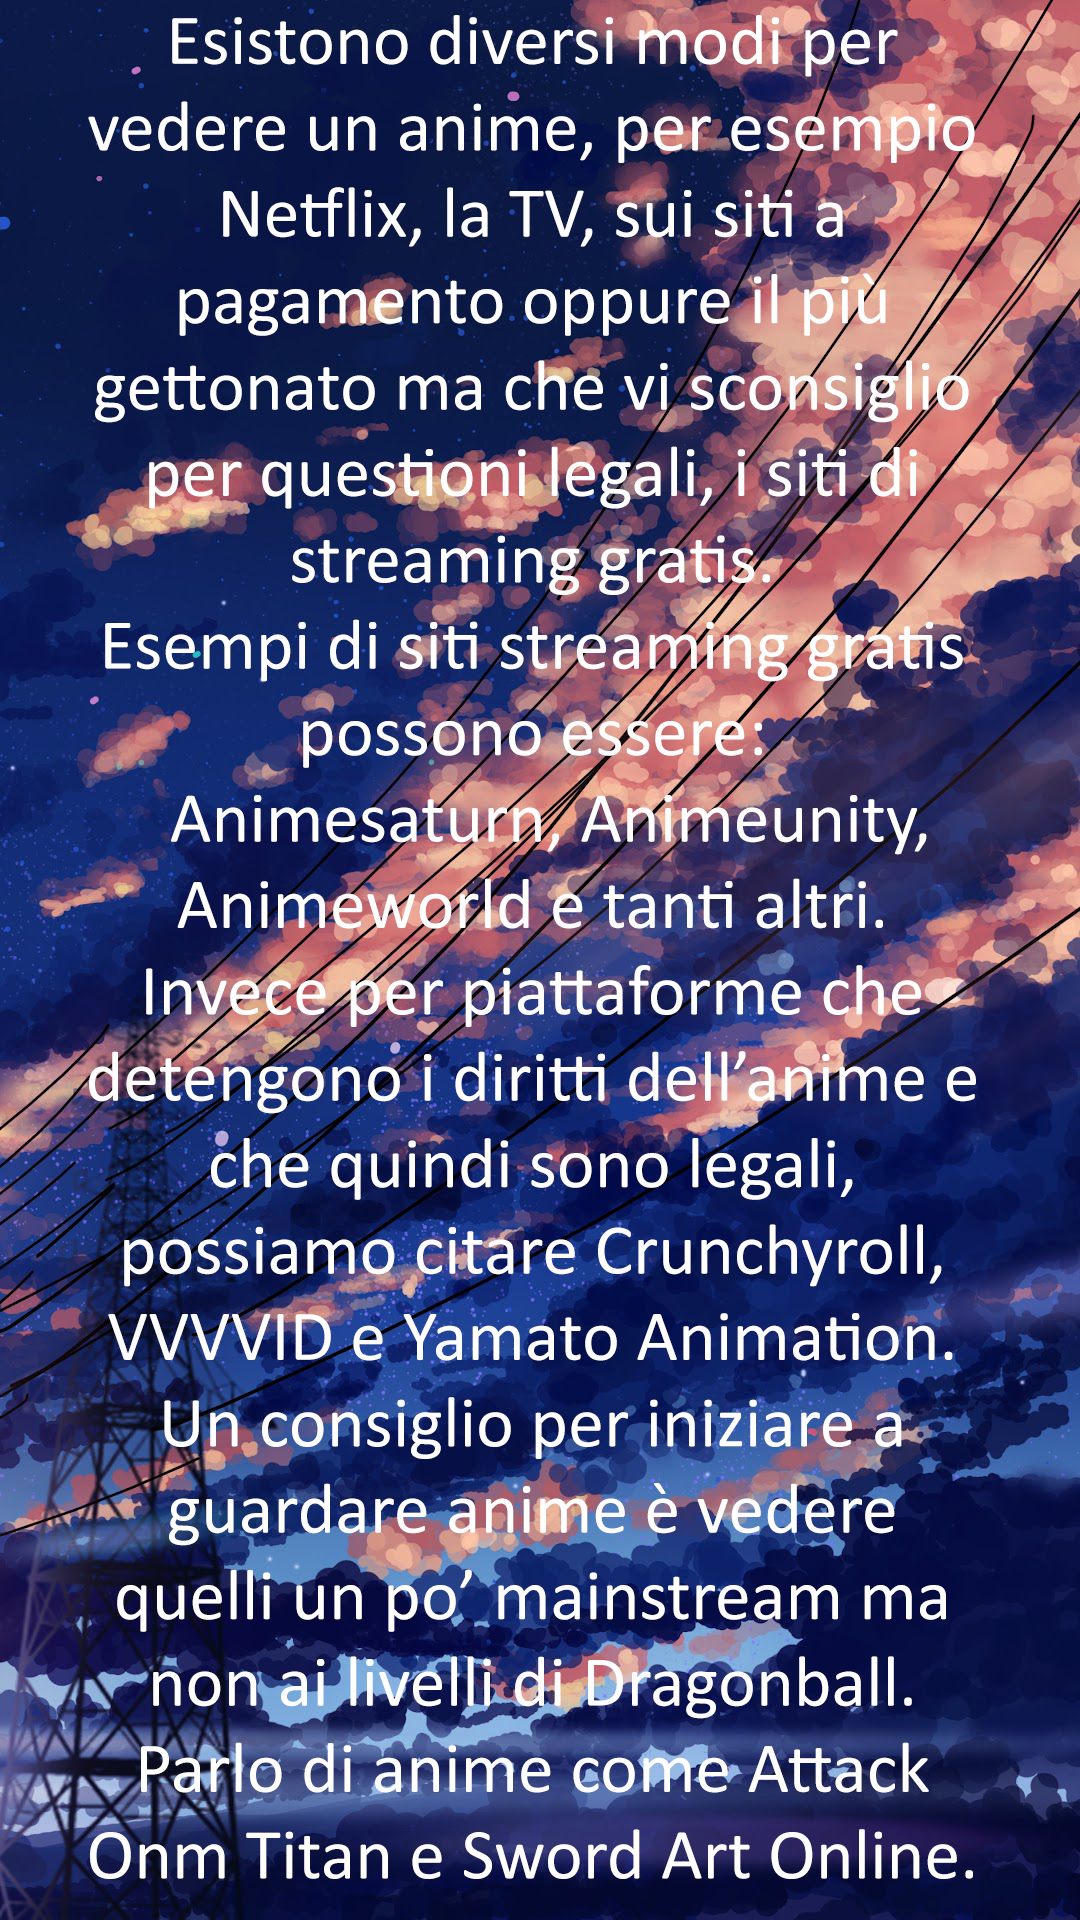 Esistono diversi modi per
vedere un anime, per esempio
Netflix, la TV, sui siti a
pagamento oppure il più
gettonato ma che vi sconsiglio
per questioni legali, i siti di
streaming gratis.
Esempi di siti streaming gratis
possono essere:
Animesaturn, Animeunity,
Animeworld e tanti altri.
Invece per piattaforme che
detengono i diritti dell’anime e
che quindi sono legali,
possiamo citare Crunchyroll,
VVVVID e Yamato Animation.
Un consiglio per iniziare a
guardare anime è vedere
quelli un po’ mainstream ma
non ai livelli di Dragonball.
Parlo di anime come Attack
Onm Titan e Sword Art Online.